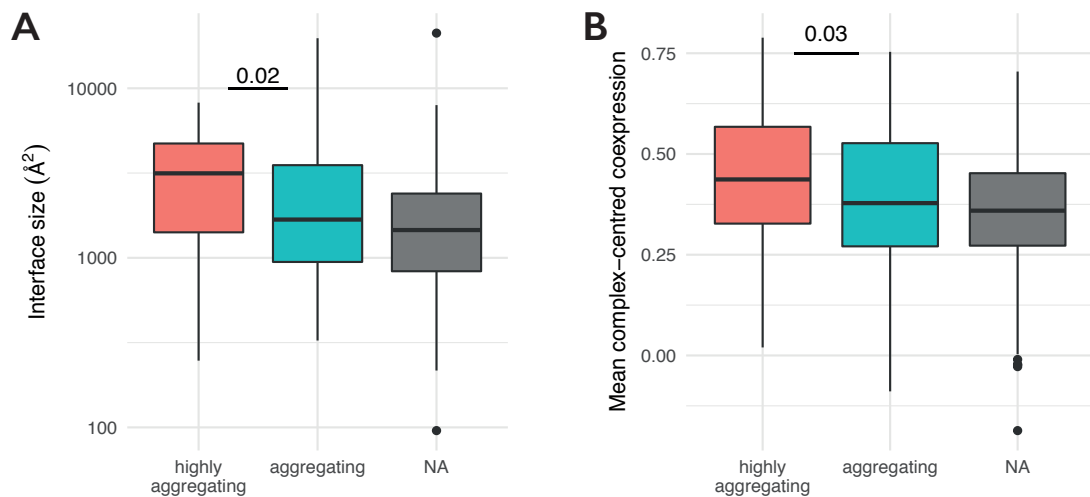 A
0.02
10000
1000
100
Interface size (Å²)
highly
aggregating
aggregating
NA
B
0.03
0.75
0.50
0.25
0.00
Mean complex−centred coexpression
highly
aggregating
aggregating
NA